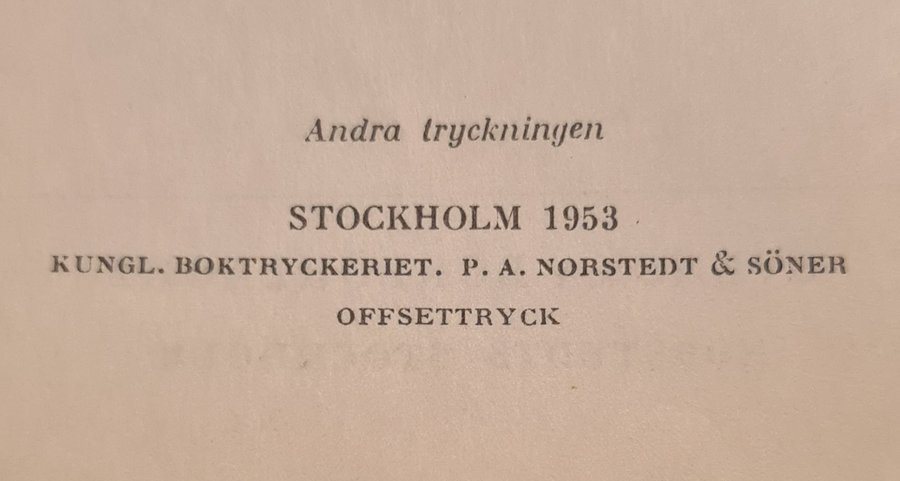 Andra tryckningen
STOCKHOLM 1953
KUNGL. BOKTRYCKERIET. P. A. NORSTEDT & SÖNER
OFFSETTRYCK